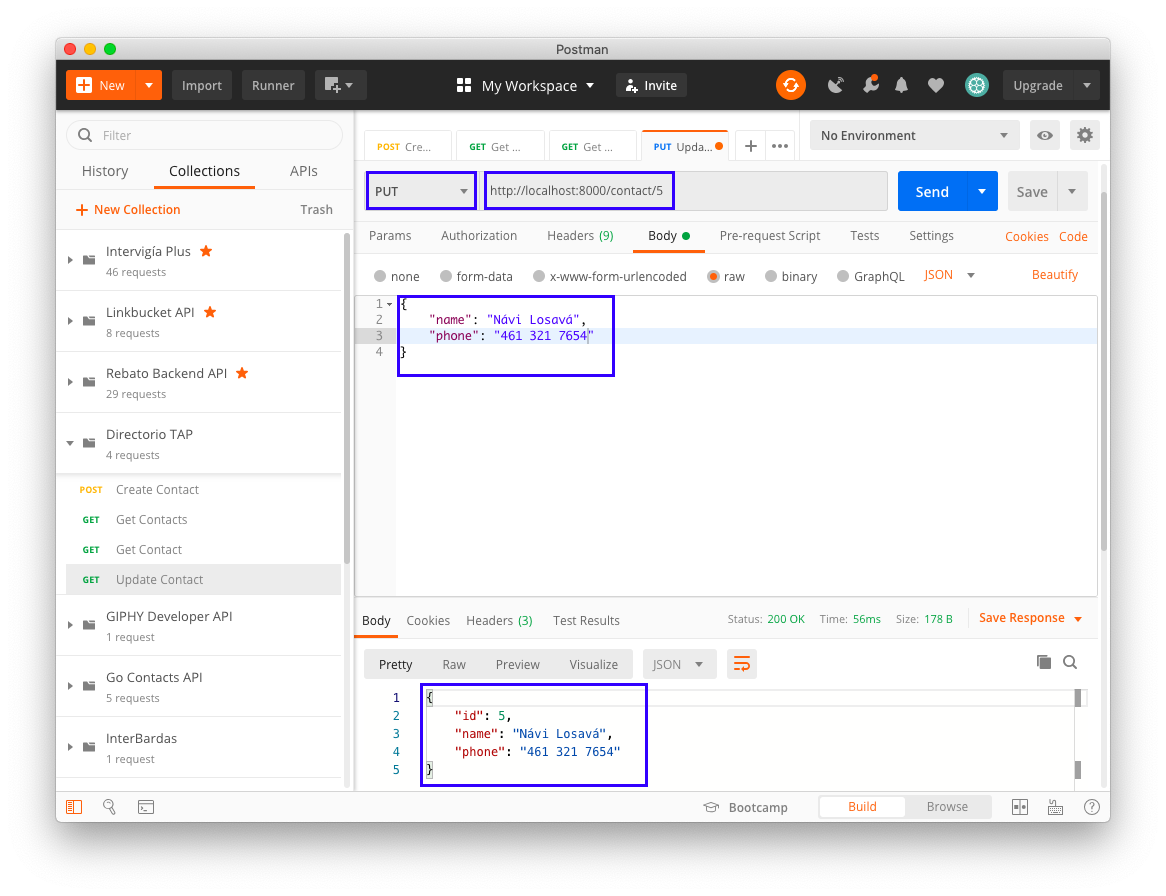 Postman
New
Import
Runner
My Workspace
Invite
Upgrade
Filter
History Collections APIs
New Collection Trash
Intervigía Plus
46 requests
Linkbucket API
8 requests
Rebato Backend API
29 requests
Directorio TAP
4 requests
POST Create Contact
GET Get Contacts
GET Get Contact
GET Update Contact
GIPHY Developer API
1 request
Go Contacts API
5 requests
InterBardas
1 request
POST Cre...
GET Get ...
GET Get ...
PUT Upda...
No Environment
PUT
http://localhost:8000/contact/5
Send
Save
Params Authorization Headers (9) Body Pre-request Script Tests Settings Cookies Code
none form-data x-www-form-urlencoded raw binary GraphQL JSON Beautify
1 {
2 "name": "Návi Losavá",
3 "phone": "461 321 7654"
4 }
Body Cookies Headers (3) Test Results Status: 200 OK Time: 56ms Size: 178 B Save Response
Pretty Raw Preview Visualize JSON
1 {
2 "id": 5,
3 "name": "Návi Losavá",
4 "phone": "461 321 7654"
5 }
Bootcamp Build Browse